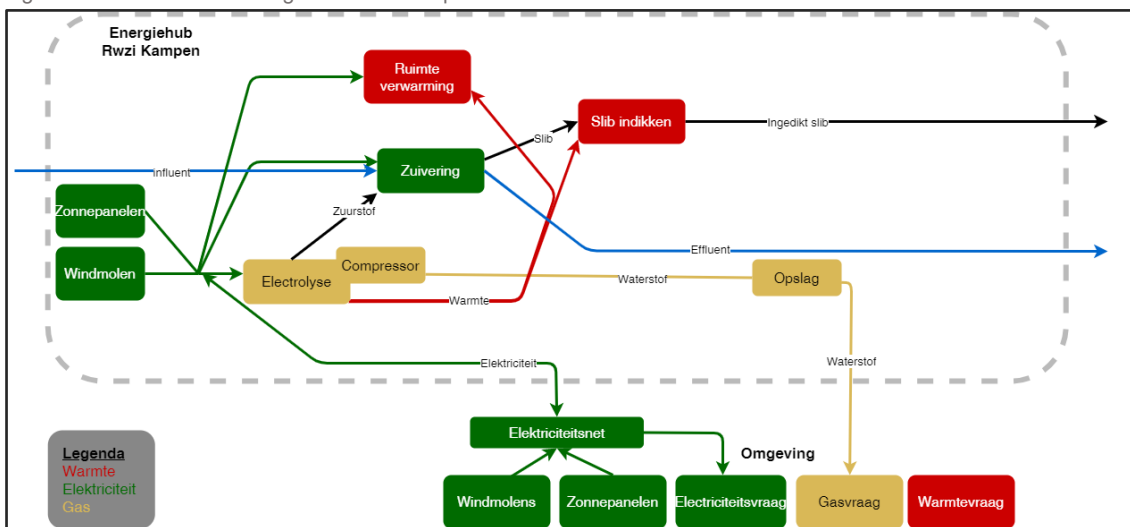 Energiehub
Rwzi Kampen
Ruimte
verwarming
Slib indikken
Ingedikt slib
Slib
Influent
Zuivering
Zonnepanelen
Zuurstof
Effluent
Windmolen
Electrolyse
Compressor
Waterstof
Opslag
Warmte
Elektriciteit
Waterstof
Elektriciteitsnet
Omgeving
Legenda
Warmte
Elektriciteit
Gas
Windmolens
Zonnepanelen
Electriciteitsvraag
Gasvraag
Warmtevraag